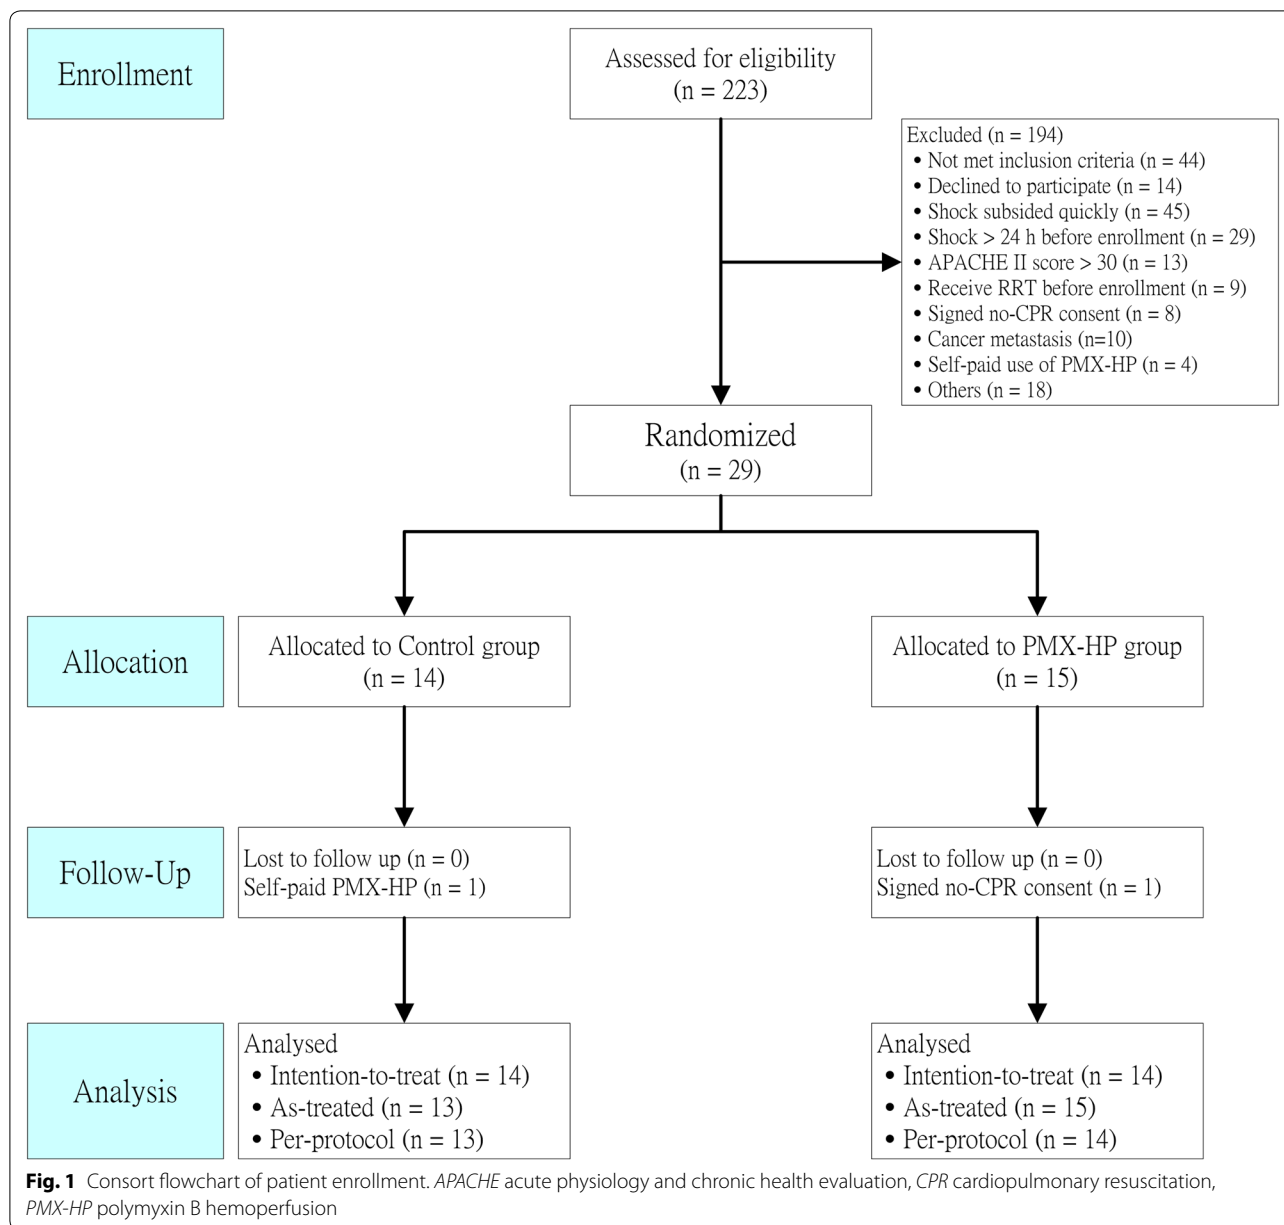 Enrollment
Assessed for eligibility
(n = 223)
Excluded (n = 194)
• Not met inclusion criteria (n = 44)
• Declined to participate (n = 14)
• Shock subsided quickly (n = 45)
• Shock > 24 h before enrollment (n = 29)
• APACHE II score > 30 (n = 13)
• Receive RRT before enrollment (n = 9)
• Signed no-CPR consent (n = 8)
• Cancer metastasis (n=10)
• Self-paid use of PMX-HP (n = 4)
• Others (n = 18)
Randomized
(n = 29)
Allocation
Allocated to Control group
(n = 14)
Allocated to PMX-HP group
(n = 15)
Follow-Up
Lost to follow up (n = 0)
Self-paid PMX-HP (n = 1)
Lost to follow up (n = 0)
Signed no-CPR consent (n = 1)
Analysis
Analysed
• Intention-to-treat (n = 14)
• As-treated (n = 13)
• Per-protocol (n = 13)
Analysed
• Intention-to-treat (n = 14)
• As-treated (n = 15)
• Per-protocol (n = 14)
Fig. 1 Consort flowchart of patient enrollment. APACHE acute physiology and chronic health evaluation, CPR cardiopulmonary resuscitation,
PMX-HP polymyxin B hemoperfusion